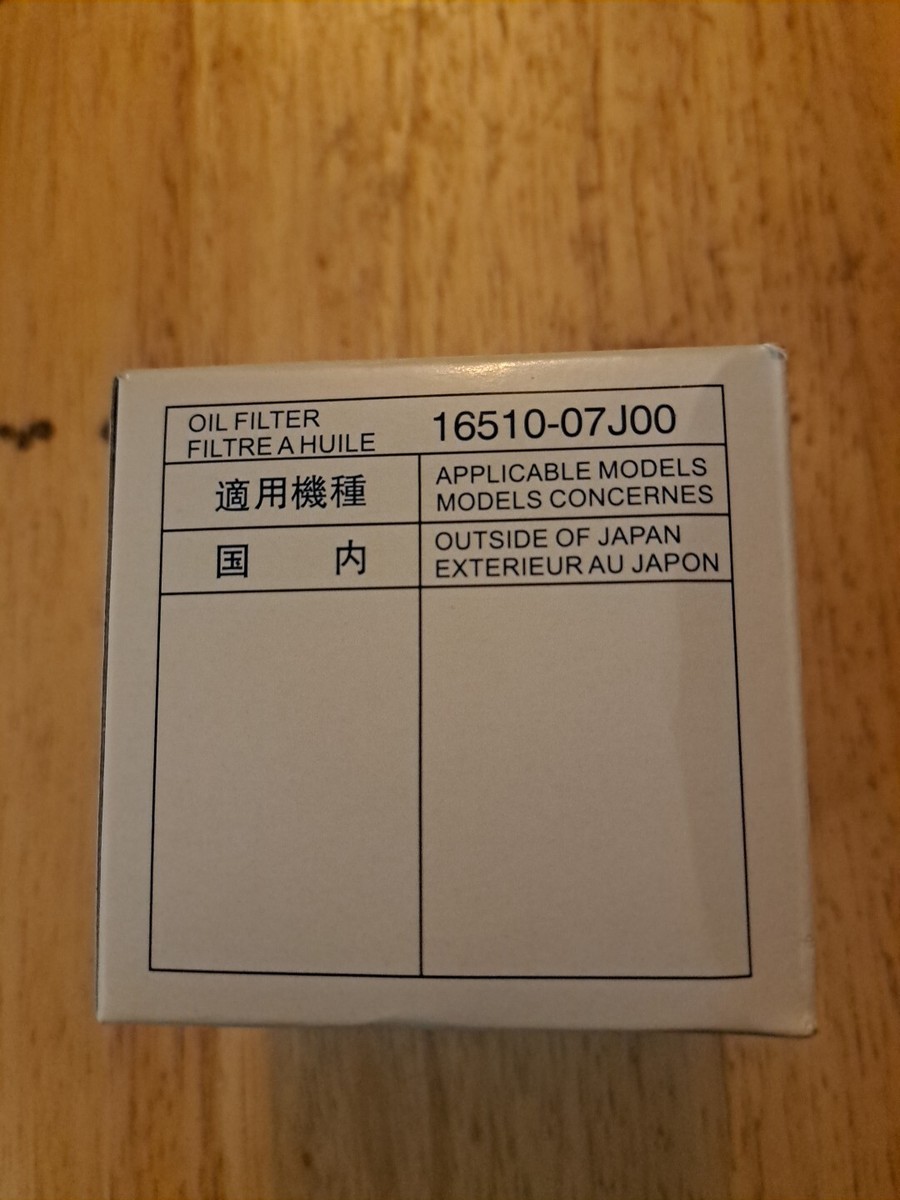 OIL FILTER
FILTRE A HUILE
16510-07J00
適用機種
APPLICABLE MODELS
MODELS CONCERNES
国 内
OUTSIDE OF JAPAN
EXTERIEUR AU JAPON